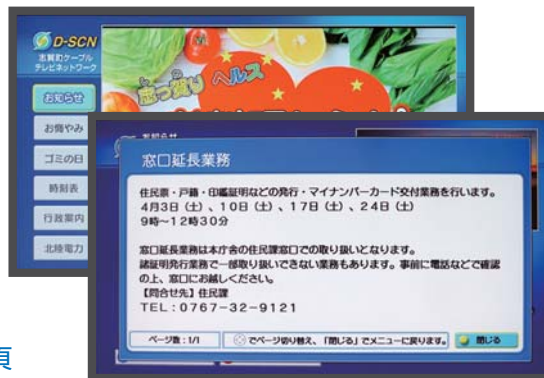 D-SCN
志賀町ケーブル
テレビネットワーク
お知らせ
お悔やみ
ゴミの日
時刻表
行政案内
北陸電力
ヘルス
窓口延長業務
住民票・戸籍・印鑑証明などの発行・マイナンバーカード交付業務を行います。
4月3日（土）、10日（土）、17日（土）、24日（土）
9時～12時30分
窓口延長業務は本庁舎の住民課窓口での取り扱いとなります。
諸証明発行業務で一部取り扱いできない業務もあります。事前に電話などで確認
の上、窓口にお越しください。
【問合せ先】住民課
TEL：0767-32-9121
ページ数：1/1
でページ切り替え、「閉じる」でメニューに戻ります。
閉じる
頁